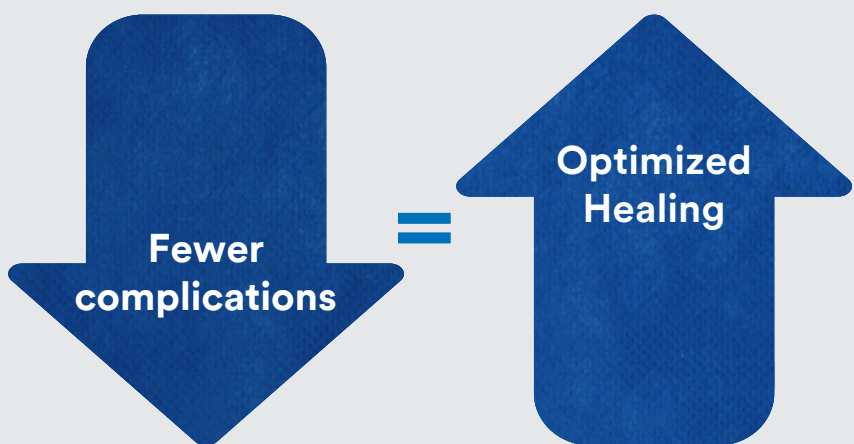 Fewer
complications
=
Optimized
Healing